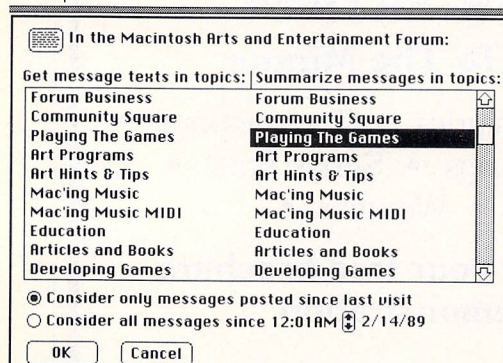 In the Macintosh Arts and Entertainment Forum:
Get message texts in topics: Summarize messages in topics:
Forum Business Forum Business
Community Square Community Square
Playing The Games Playing The Games
Art Programs Art Programs
Art Hints & Tips Art Hints & Tips
Mac'ing Music Mac'ing Music
Mac'ing Music MIDI Mac'ing Music MIDI
Education Education
Articles and Books Articles and Books
Developing Games Developing Games
Consider only messages posted since last visit
Consider all messages since 12:01AM 2/14/89
OK Cancel